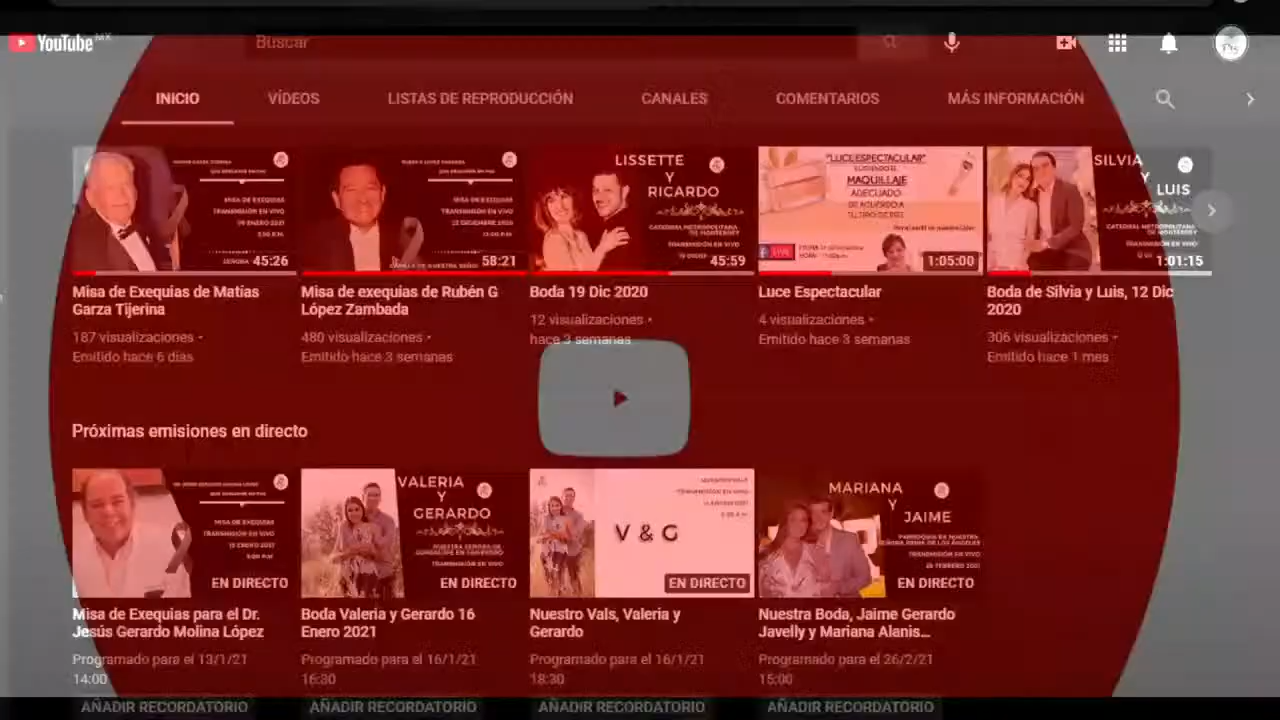 YouTube MX
Buscar
INICIO
VÍDEOS
LISTAS DE REPRODUCCIÓN
CANALES
COMENTARIOS
MÁS INFORMACIÓN
MISA DE EXEQUIAS
TRANSMISIÓN EN VIVO
45:26
MISA DE EXEQUIAS
TRANSMISIÓN EN VIVO
58:21
LISSETTE
Y
RICARDO
CATEDRAL METROPOLITANA
DE MONTERREY
TRANSMISIÓN EN VIVO
45:59
"LUCE ESPECTACULAR"
MAQUILLAJE
ADECUADO
DE ACUERDO A
LIVE
1:05:00
SILVIA
Y
LUIS
CATEDRAL METROPOLITANA
DE MONTERREY
TRANSMISIÓN EN VIVO
1:01:15
Misa de Exequias de Matías
Garza Tijerina
187 visualizaciones •
Emitido hace 6 días
Misa de exequias de Rubén G
López Zambada
480 visualizaciones •
Emitido hace 3 semanas
Boda 19 Dic 2020
12 visualizaciones •
hace 3 semanas
Luce Espectacular
4 visualizaciones •
Emitido hace 3 semanas
Boda de Silvia y Luis, 12 Dic
2020
306 visualizaciones •
Emitido hace 1 mes
Próximas emisiones en directo
MISA DE EXEQUIAS
TRANSMISIÓN EN VIVO
EN DIRECTO
VALERIA
Y
GERARDO
TRANSMISIÓN EN VIVO
EN DIRECTO
V & G
EN DIRECTO
MARIANA
Y
JAIME
TRANSMISIÓN EN VIVO
EN DIRECTO
Misa de Exequias para el Dr.
Jesús Gerardo Molina López
Programado para el 13/1/21
14:00
AÑADIR RECORDATORIO
Boda Valeria y Gerardo 16
Enero 2021
Programado para el 16/1/21
16:30
AÑADIR RECORDATORIO
Nuestro Vals, Valeria y
Gerardo
Programado para el 16/1/21
18:30
AÑADIR RECORDATORIO
Nuestra Boda, Jaime Gerardo
Javelly y Mariana Alanis...
Programado para el 26/2/21
15:00
AÑADIR RECORDATORIO